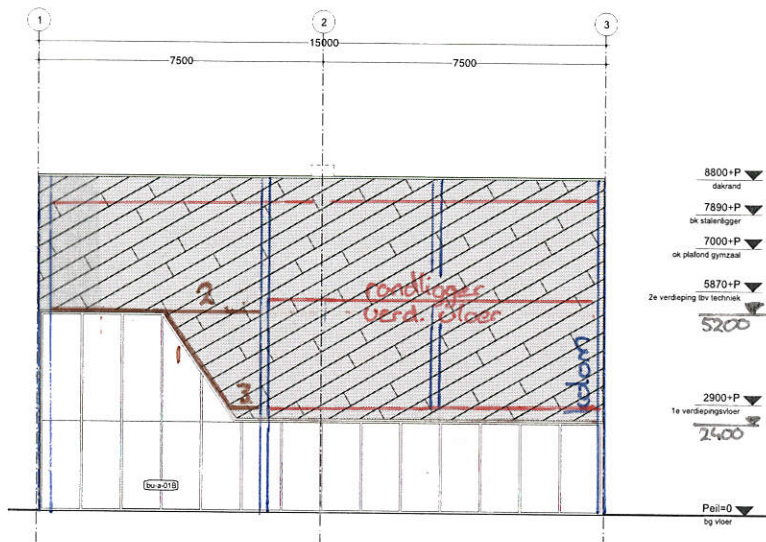 1
2
3
15000
7500
7500
8800+P
dakrand
7890+P
bk stalenligger
7000+P
ok plafond gymzaal
5870+P
2e verdieping tbv techniek
5200
randligger
verd. vloer
2
1
3
kolom
2900+P
1e verdiepingsvloer
2400
bu-a-01B
Peil=0
bg vloer